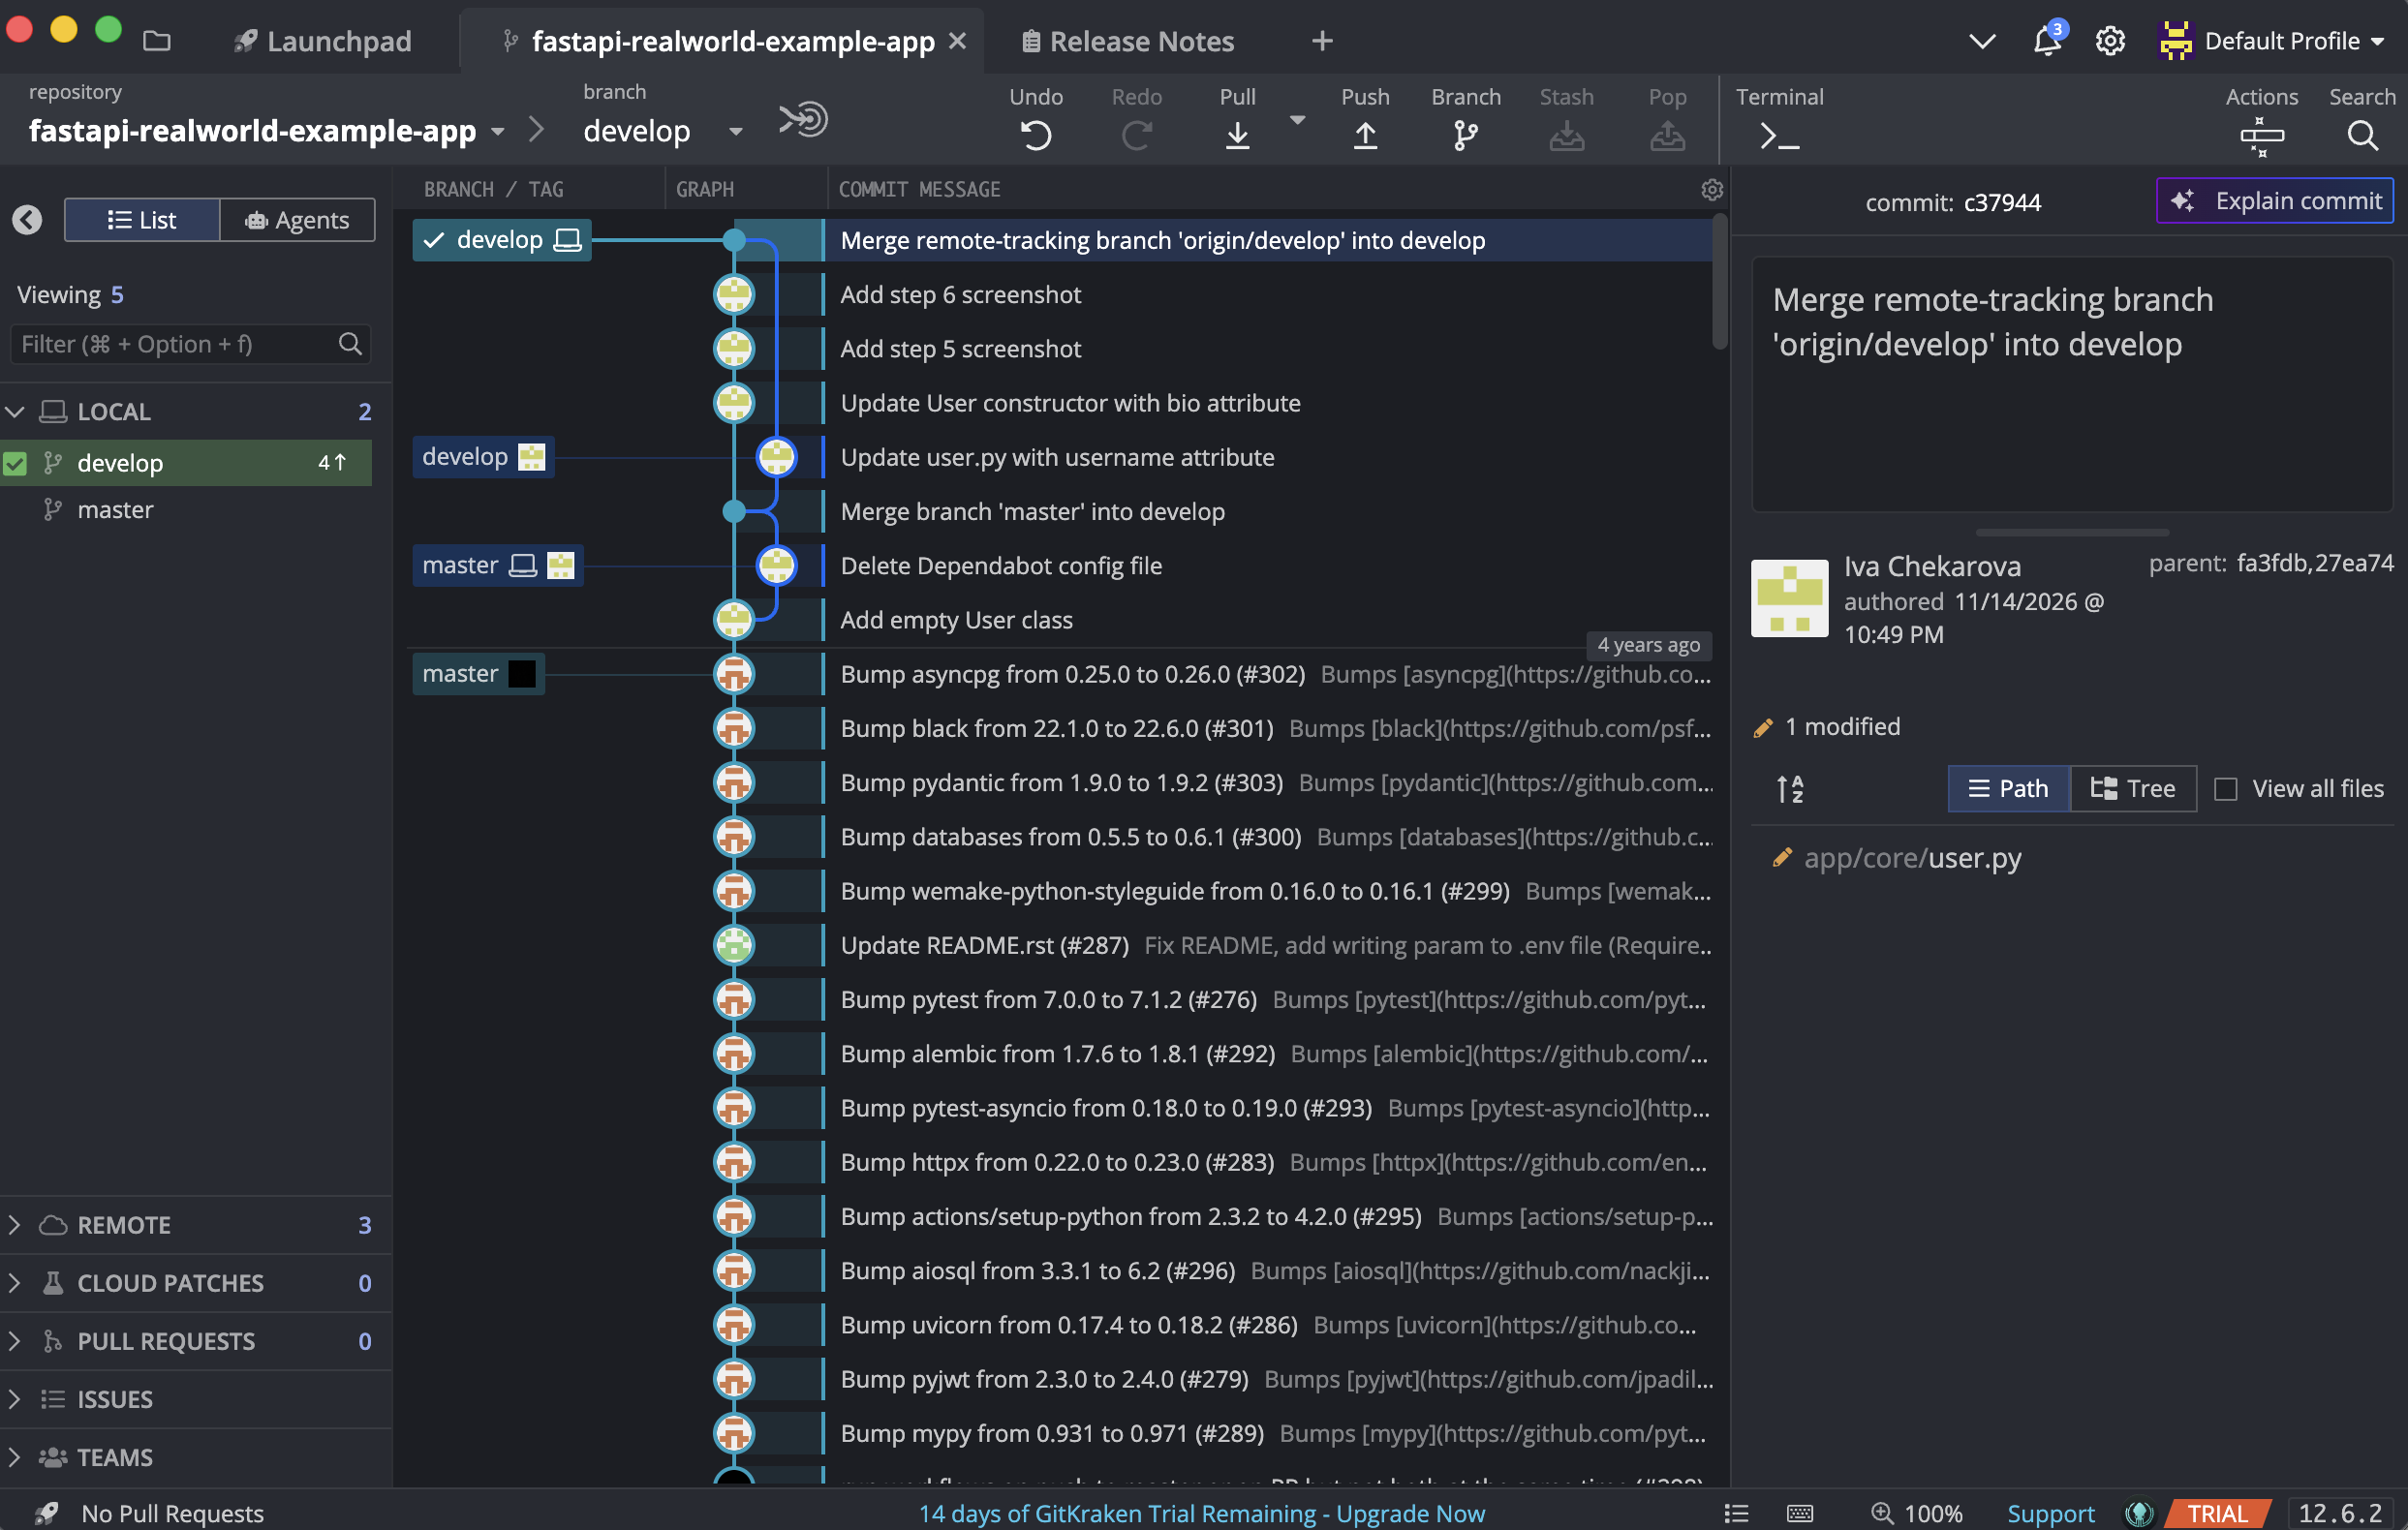 Launchpad
fastapi-realworld-example-app
Release Notes
3
Default Profile
repository
fastapi-realworld-example-app
branch
develop
Undo
Redo
Pull
Push
Branch
Stash
Pop
Terminal
Actions
Search
List
Agents
Viewing 5
Filter (⌘ + Option + f)
LOCAL 2
develop 4↑
master
REMOTE 3
CLOUD PATCHES 0
PULL REQUESTS 0
ISSUES
TEAMS
BRANCH / TAG
GRAPH
COMMIT MESSAGE
develop
Merge remote-tracking branch 'origin/develop' into develop
Add step 6 screenshot
Add step 5 screenshot
Update User constructor with bio attribute
develop
Update user.py with username attribute
Merge branch 'master' into develop
master
Delete Dependabot config file
Add empty User class
4 years ago
master
Bump asyncpg from 0.25.0 to 0.26.0 (#302) Bumps [asyncpg](https://github.co...
Bump black from 22.1.0 to 22.6.0 (#301) Bumps [black](https://github.com/psf...
Bump pydantic from 1.9.0 to 1.9.2 (#303) Bumps [pydantic](https://github.com...
Bump databases from 0.5.5 to 0.6.1 (#300) Bumps [databases](https://github.c...
Bump wemake-python-styleguide from 0.16.0 to 0.16.1 (#299) Bumps [wemak...
Update README.rst (#287) Fix README, add writing param to .env file (Require...
Bump pytest from 7.0.0 to 7.1.2 (#276) Bumps [pytest](https://github.com/pyt...
Bump alembic from 1.7.6 to 1.8.1 (#292) Bumps [alembic](https://github.com/...
Bump pytest-asyncio from 0.18.0 to 0.19.0 (#293) Bumps [pytest-asyncio](http...
Bump httpx from 0.22.0 to 0.23.0 (#283) Bumps [httpx](https://github.com/en...
Bump actions/setup-python from 2.3.2 to 4.2.0 (#295) Bumps [actions/setup-p...
Bump aiosql from 3.3.1 to 6.2 (#296) Bumps [aiosql](https://github.com/nackji...
Bump uvicorn from 0.17.4 to 0.18.2 (#286) Bumps [uvicorn](https://github.co...
Bump pyjwt from 2.3.0 to 2.4.0 (#279) Bumps [pyjwt](https://github.com/jpadil...
Bump mypy from 0.931 to 0.971 (#289) Bumps [mypy](https://github.com/pyt...
commit: c37944
Explain commit
Merge remote-tracking branch
'origin/develop' into develop
Iva Chekarova
parent: fa3fdb,27ea74
authored 11/14/2026 @
10:49 PM
1 modified
Path
Tree
View all files
app/core/user.py
No Pull Requests
14 days of GitKraken Trial Remaining - Upgrade Now
100%
Support
TRIAL
12.6.2